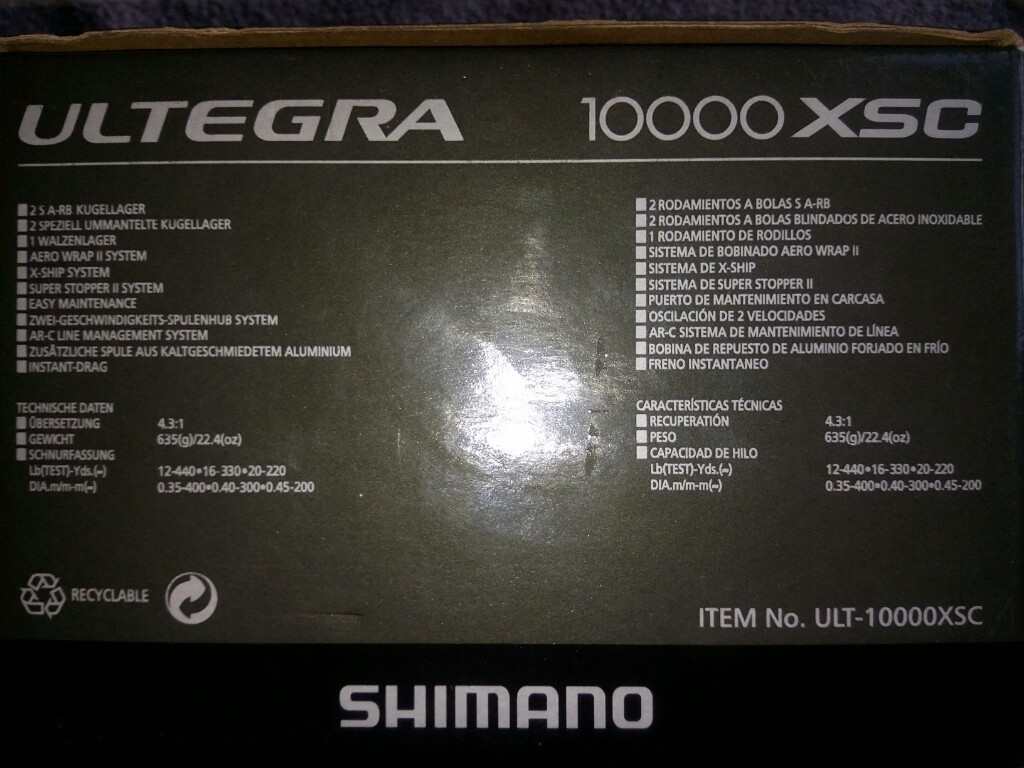 ULTEGRA 10000 XSC
2 S A-RB KUGELLAGER
2 SPEZIELL UMMANTELTE KUGELLAGER
1 WALZENLAGER
AERO WRAP II SYSTEM
X-SHIP SYSTEM
SUPER STOPPER II SYSTEM
EASY MAINTENANCE
ZWEI-GESCHWINDIGKEITS-SPULENHUB SYSTEM
AR-C LINE MANAGEMENT SYSTEM
ZUSÄTZLICHE SPULE AUS KALTGESCHMIEDETEM ALUMINIUM
INSTANT-DRAG
TECHNISCHE DATEN
ÜBERSETZUNG 4.3:1
GEWICHT 635(g)/22.4(oz)
SCHNURFASSUNG
Lb(TEST)-Yds.(∞) 12-440•16-330•20-220
DIA.m/m-m(∞) 0.35-400•0.40-300•0.45-200
2 RODAMIENTOS A BOLAS S A-RB
2 RODAMIENTOS A BOLAS BLINDADOS DE ACERO INOXIDABLE
1 RODAMIENTO DE RODILLOS
SISTEMA DE BOBINADO AERO WRAP II
SISTEMA DE X-SHIP
SISTEMA DE SUPER STOPPER II
PUERTO DE MANTENIMIENTO EN CARCASA
OSCILACIÓN DE 2 VELOCIDADES
AR-C SISTEMA DE MANTENIMIENTO DE LÍNEA
BOBINA DE REPUESTO DE ALUMINIO FORJADO EN FRÍO
FRENO INSTANTANEO
CARACTERÍSTICAS TÉCNICAS
RECUPERATIÓN 4.3:1
PESO 635(g)/22.4(oz)
CAPACIDAD DE HILO
Lb(TEST)-Yds.(∞) 12-440•16-330•20-220
DIA.m/m-m(∞) 0.35-400•0.40-300•0.45-200
RECYCLABLE
ITEM No. ULT-10000XSC
SHIMANO